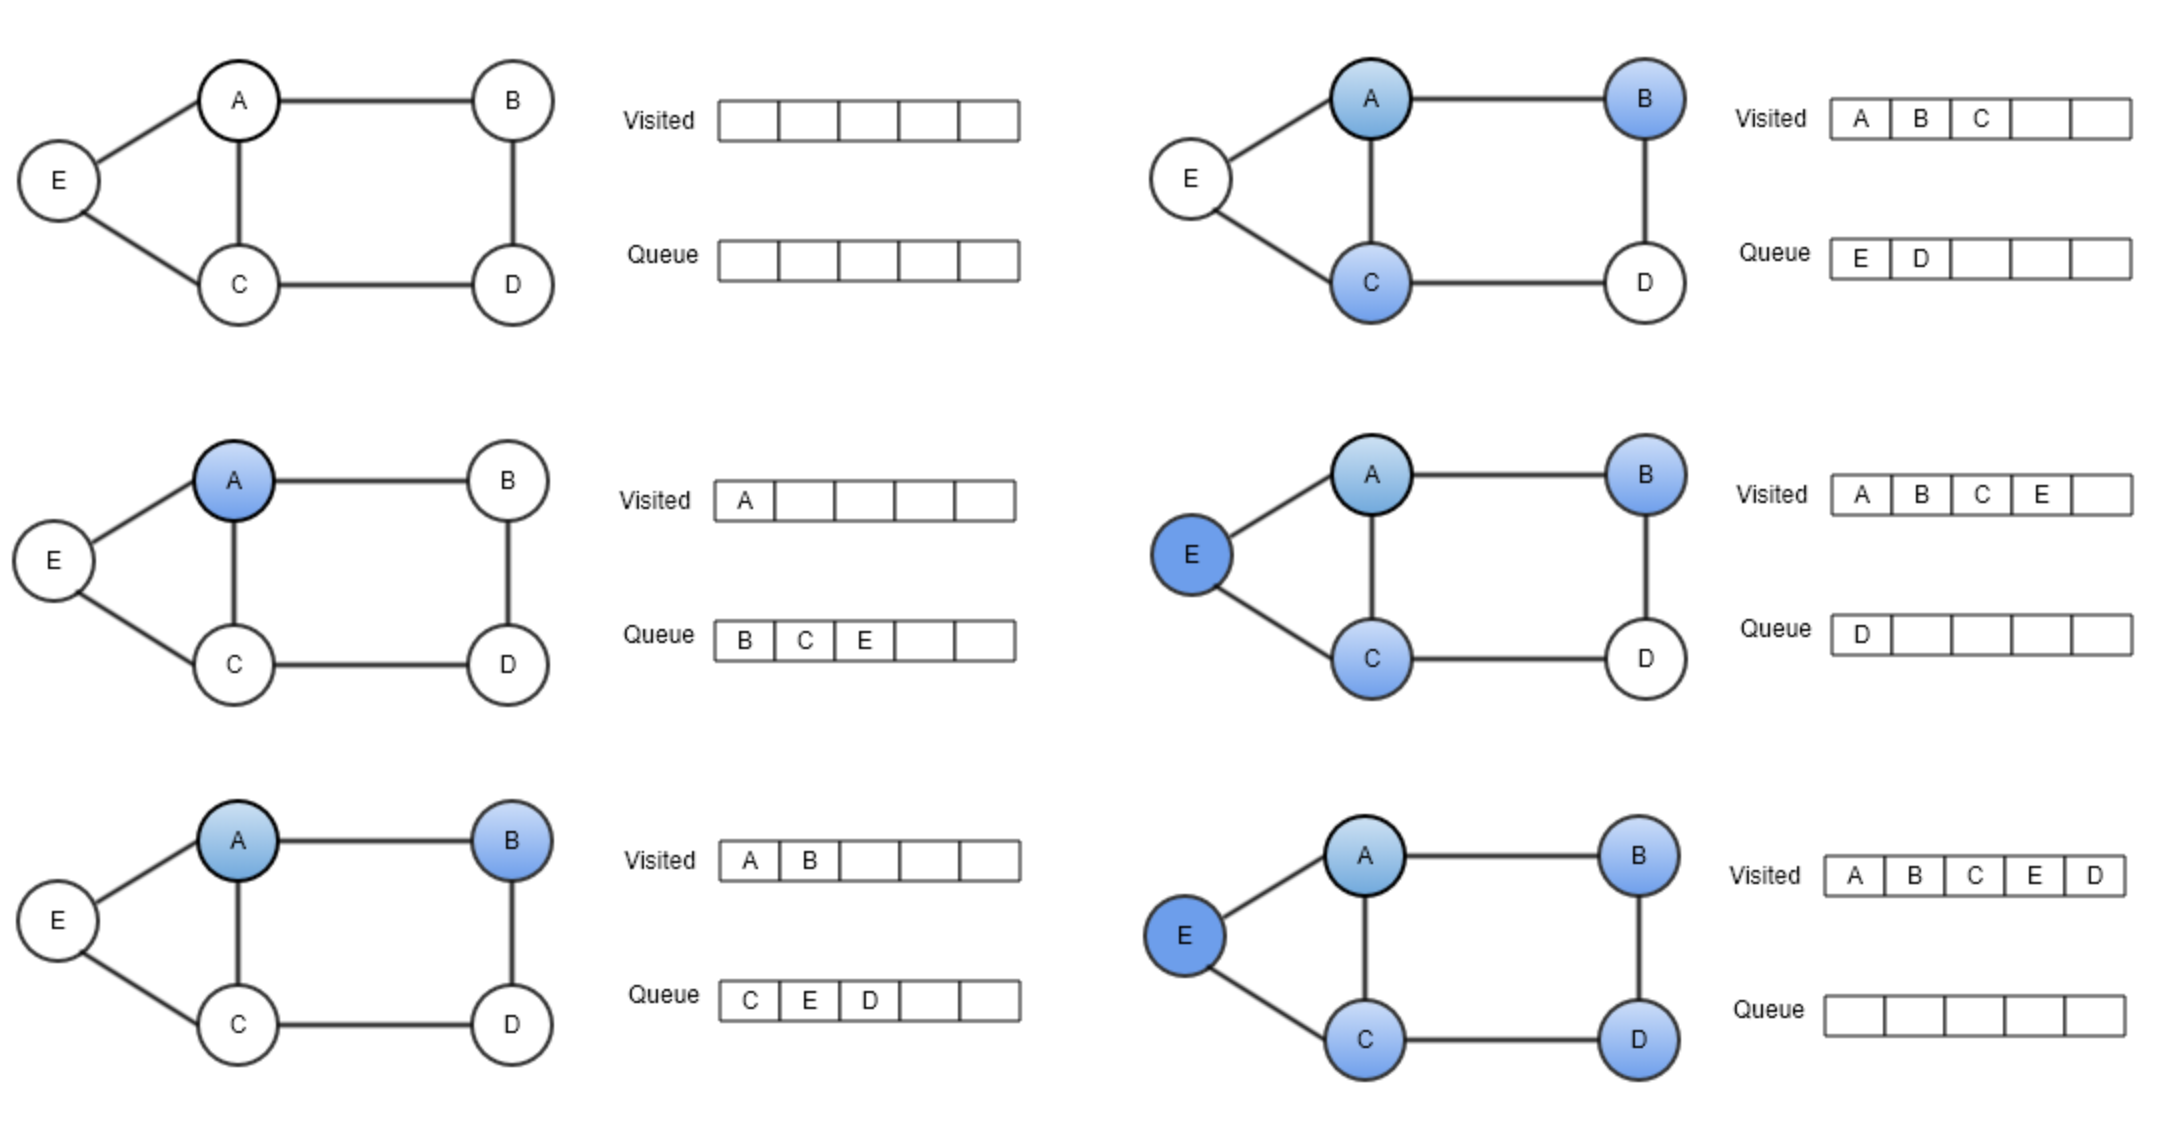 A B
E
C D
Visited
Queue
A B
E
C D
Visited A
Queue B C E
A B
E
C D
Visited A B
Queue C E D
A B
E
C D
Visited A B C
Queue E D
A B
E
C D
Visited A B C E
Queue D
A B
E
C D
Visited A B C E D
Queue